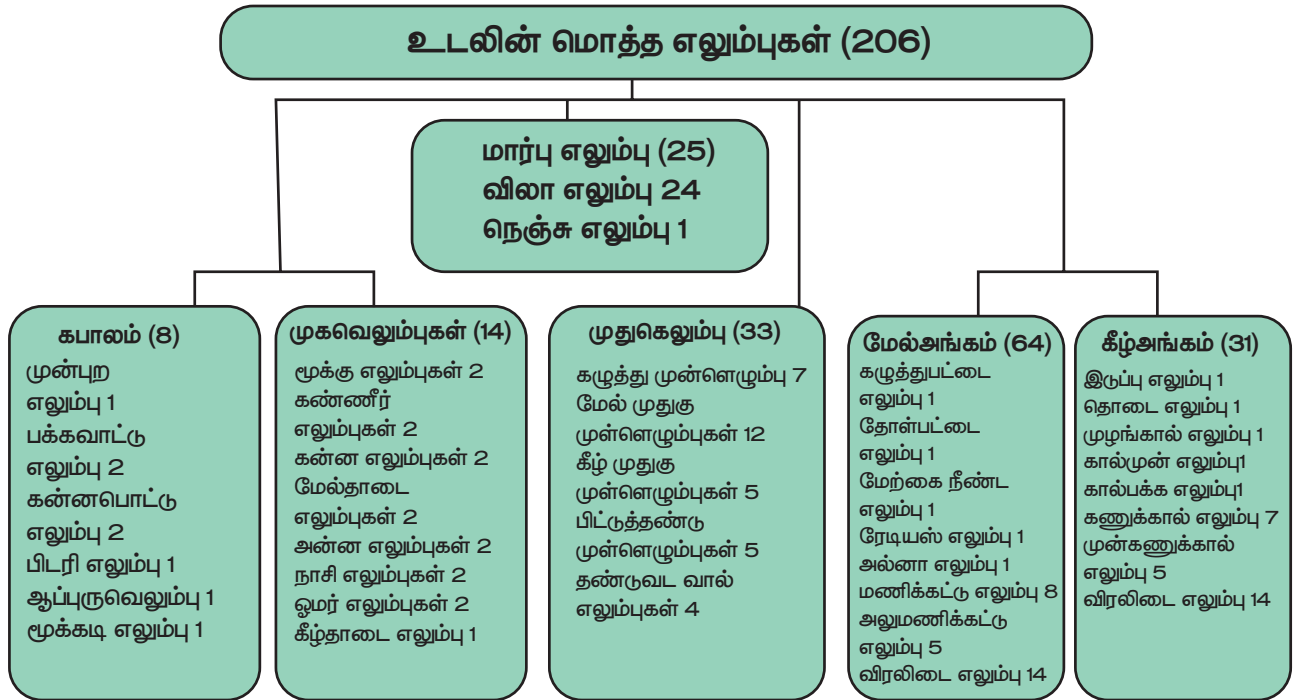 உடலின் மொத்த எலும்புகள் (206)
மார்பு எலும்பு (25)
விலா எலும்பு 24
நெஞ்சு எலும்பு 1
கபாலம் (8)
முன்புற
எலும்பு 1
பக்கவாட்டு
எலும்பு 2
கன்னபொட்டு
எலும்பு 2
பிடரி எலும்பு 1
ஆப்புருவெலும்பு 1
மூக்கடி எலும்பு 1
முகவெலும்புகள் (14)
மூக்கு எலும்புகள் 2
கண்ணீர்
எலும்புகள் 2
கன்ன எலும்புகள் 2
மேல்தாடை
எலும்புகள் 2
அன்ன எலும்புகள் 2
நாசி எலும்புகள் 2
ஓமர் எலும்புகள் 2
கீழ்தாடை எலும்பு 1
முதுகெலும்பு (33)
கழுத்து முன்ளெழும்பு 7
மேல் முதுகு
முள்ளெழும்புகள் 12
கீழ் முதுகு
முள்ளெழும்புகள் 5
பிட்டுத்தண்டு
முள்ளெழும்புகள் 5
தண்டுவட வால்
எலும்புகள் 4
மேல்அங்கம் (64)
கழுத்துபட்டை
எலும்பு 1
தோள்பட்டை
எலும்பு 1
மேற்கை நீண்ட
எலும்பு 1
ரேடியஸ் எலும்பு 1
அல்னா எலும்பு 1
மணிக்கட்டு எலும்பு 8
அலுமணிக்கட்டு
எலும்பு 5
விரலிடை எலும்பு 14
கீழ்அங்கம் (31)
இடுப்பு எலும்பு 1
தொடை எலும்பு 1
முழங்கால் எலும்பு 1
கால்முன் எலும்பு1
கால்பக்க எலும்பு1
கணுக்கால் எலும்பு 7
முன்கணுக்கால்
எலும்பு 5
விரலிடை எலும்பு 14